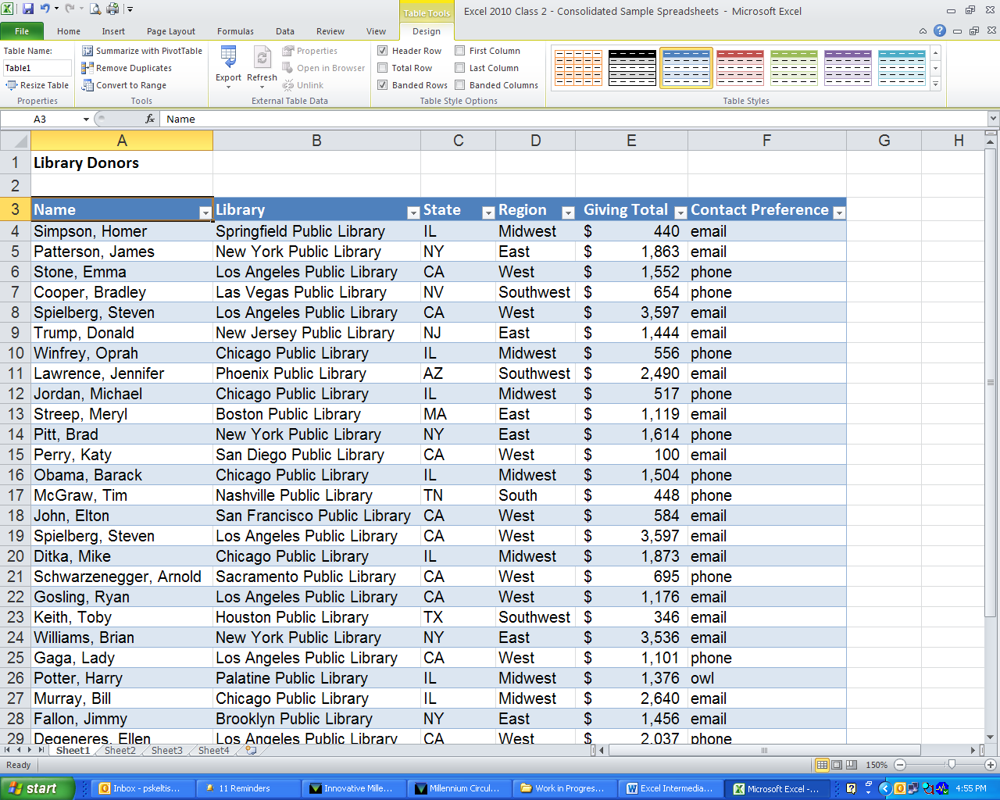 Table Tools
Excel 2010 Class 2 - Consolidated Sample Spreadsheets - Microsoft Excel
File Home Insert Page Layout Formulas Data Review View Design
Table Name:
Table1
Resize Table
Properties
Summarize with PivotTable
Remove Duplicates
Convert to Range
Tools
Export Refresh
Properties
Open in Browser
Unlink
External Table Data
Header Row First Column
Total Row Last Column
Banded Rows Banded Columns
Table Style Options
Table Styles
A3 fx Name
A B C D E F G H
1 Library Donors
2
3 Name Library State Region Giving Total Contact Preference
4 Simpson, Homer Springfield Public Library IL Midwest $ 440 email
5 Patterson, James New York Public Library NY East $ 1,863 email
6 Stone, Emma Los Angeles Public Library CA West $ 1,552 phone
7 Cooper, Bradley Las Vegas Public Library NV Southwest $ 654 phone
8 Spielberg, Steven Los Angeles Public Library CA West $ 3,597 email
9 Trump, Donald New Jersey Public Library NJ East $ 1,444 email
10 Winfrey, Oprah Chicago Public Library IL Midwest $ 556 phone
11 Lawrence, Jennifer Phoenix Public Library AZ Southwest $ 2,490 email
12 Jordan, Michael Chicago Public Library IL Midwest $ 517 phone
13 Streep, Meryl Boston Public Library MA East $ 1,119 email
14 Pitt, Brad New York Public Library NY East $ 1,614 phone
15 Perry, Katy San Diego Public Library CA West $ 100 email
16 Obama, Barack Chicago Public Library IL Midwest $ 1,504 phone
17 McGraw, Tim Nashville Public Library TN South $ 448 phone
18 John, Elton San Francisco Public Library CA West $ 584 email
19 Spielberg, Steven Los Angeles Public Library CA West $ 3,597 email
20 Ditka, Mike Chicago Public Library IL Midwest $ 1,873 email
21 Schwarzenegger, Arnold Sacramento Public Library CA West $ 695 phone
22 Gosling, Ryan Los Angeles Public Library CA West $ 1,176 email
23 Keith, Toby Houston Public Library TX Southwest $ 346 email
24 Williams, Brian New York Public Library NY East $ 3,536 email
25 Gaga, Lady Los Angeles Public Library CA West $ 1,101 phone
26 Potter, Harry Palatine Public Library IL Midwest $ 1,376 owl
27 Murray, Bill Chicago Public Library IL Midwest $ 2,640 email
28 Fallon, Jimmy Brooklyn Public Library NY East $ 1,456 email
29 Degeneres, Ellen Los Angeles Public Library CA West $ 2,037 phone
Sheet1 Sheet2 Sheet3 Sheet4
Ready 150%
start Inbox - pskeltis... 11 Reminders Innovative Mille... Millennium Circul... Work in Progres... Excel Intermedia... Microsoft Excel -... 4:55 PM